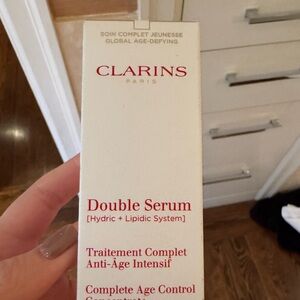 SOIN COMPLET JEUNESSE
GLOBAL AGE-DEFYING
CLARINS
PARIS
Double Serum
[Hydric + Lipidic System]
Traitement Complet
Anti-Âge Intensif
Complete Age Control
Concentrate